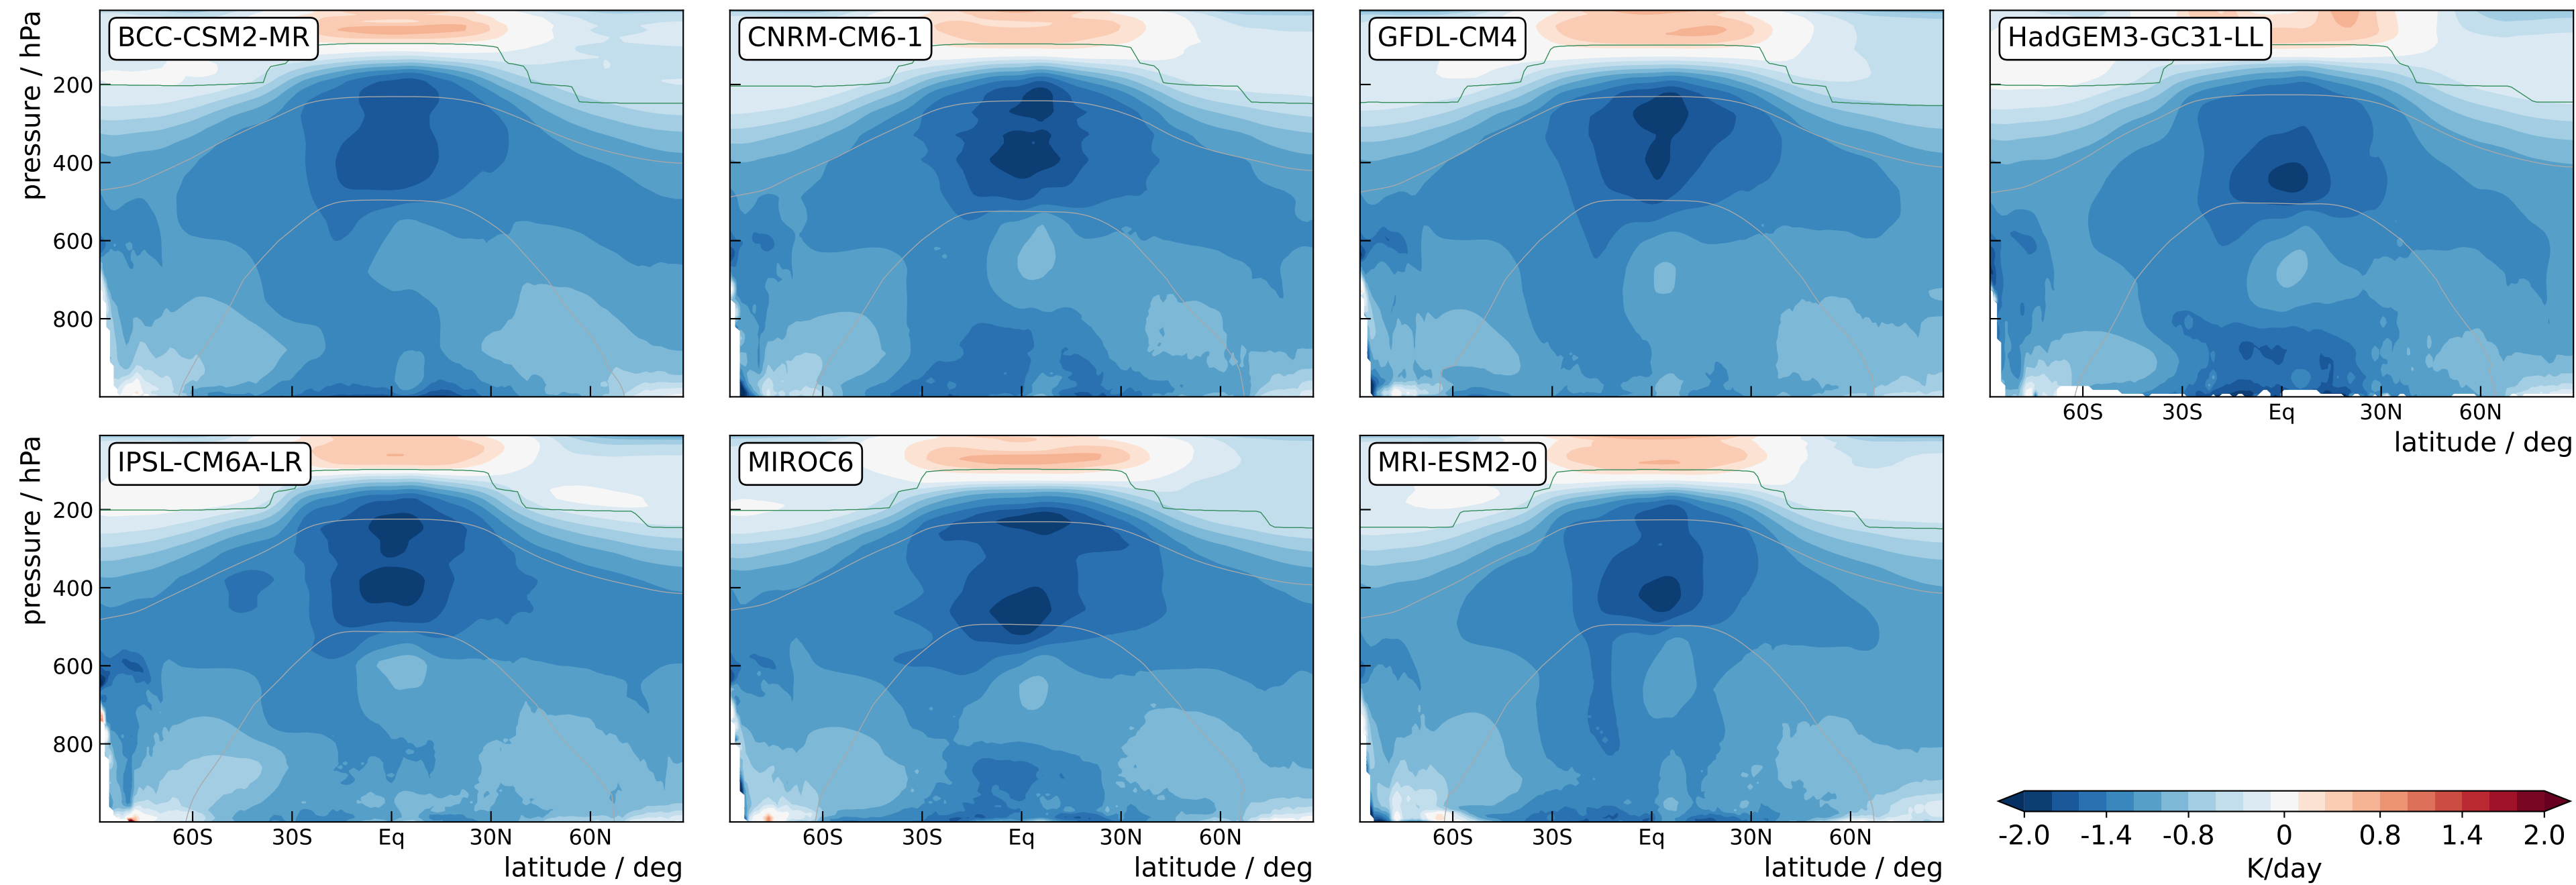 BCC-CSM2-MR
CNRM-CM6-1
GFDL-CM4
HadGEM3-GC31-LL
pressure / hPa
200
400
600
800
60S 30S Eq 30N 60N
latitude / deg
IPSL-CM6A-LR
MIROC6
MRI-ESM2-0
pressure / hPa
200
400
600
800
60S 30S Eq 30N 60N
latitude / deg
60S 30S Eq 30N 60N
latitude / deg
60S 30S Eq 30N 60N
latitude / deg
-2.0 -1.4 -0.8 0 0.8 1.4 2.0
K/day